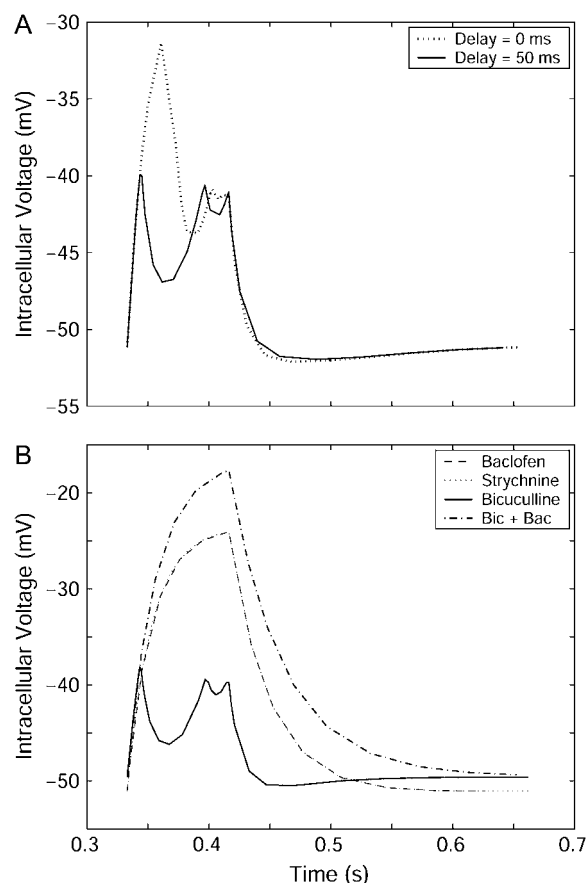 A
−30
−35
−40
−45
−50
−55
Intracellular Voltage (mV)
Delay = 0 ms
Delay = 50 ms
B
−20
−30
−40
−50
Intracellular Voltage (mV)
Baclofen
Strychnine
Bicuculline
Bic + Bac
0.3
0.4
0.5
0.6
0.7
Time (s)